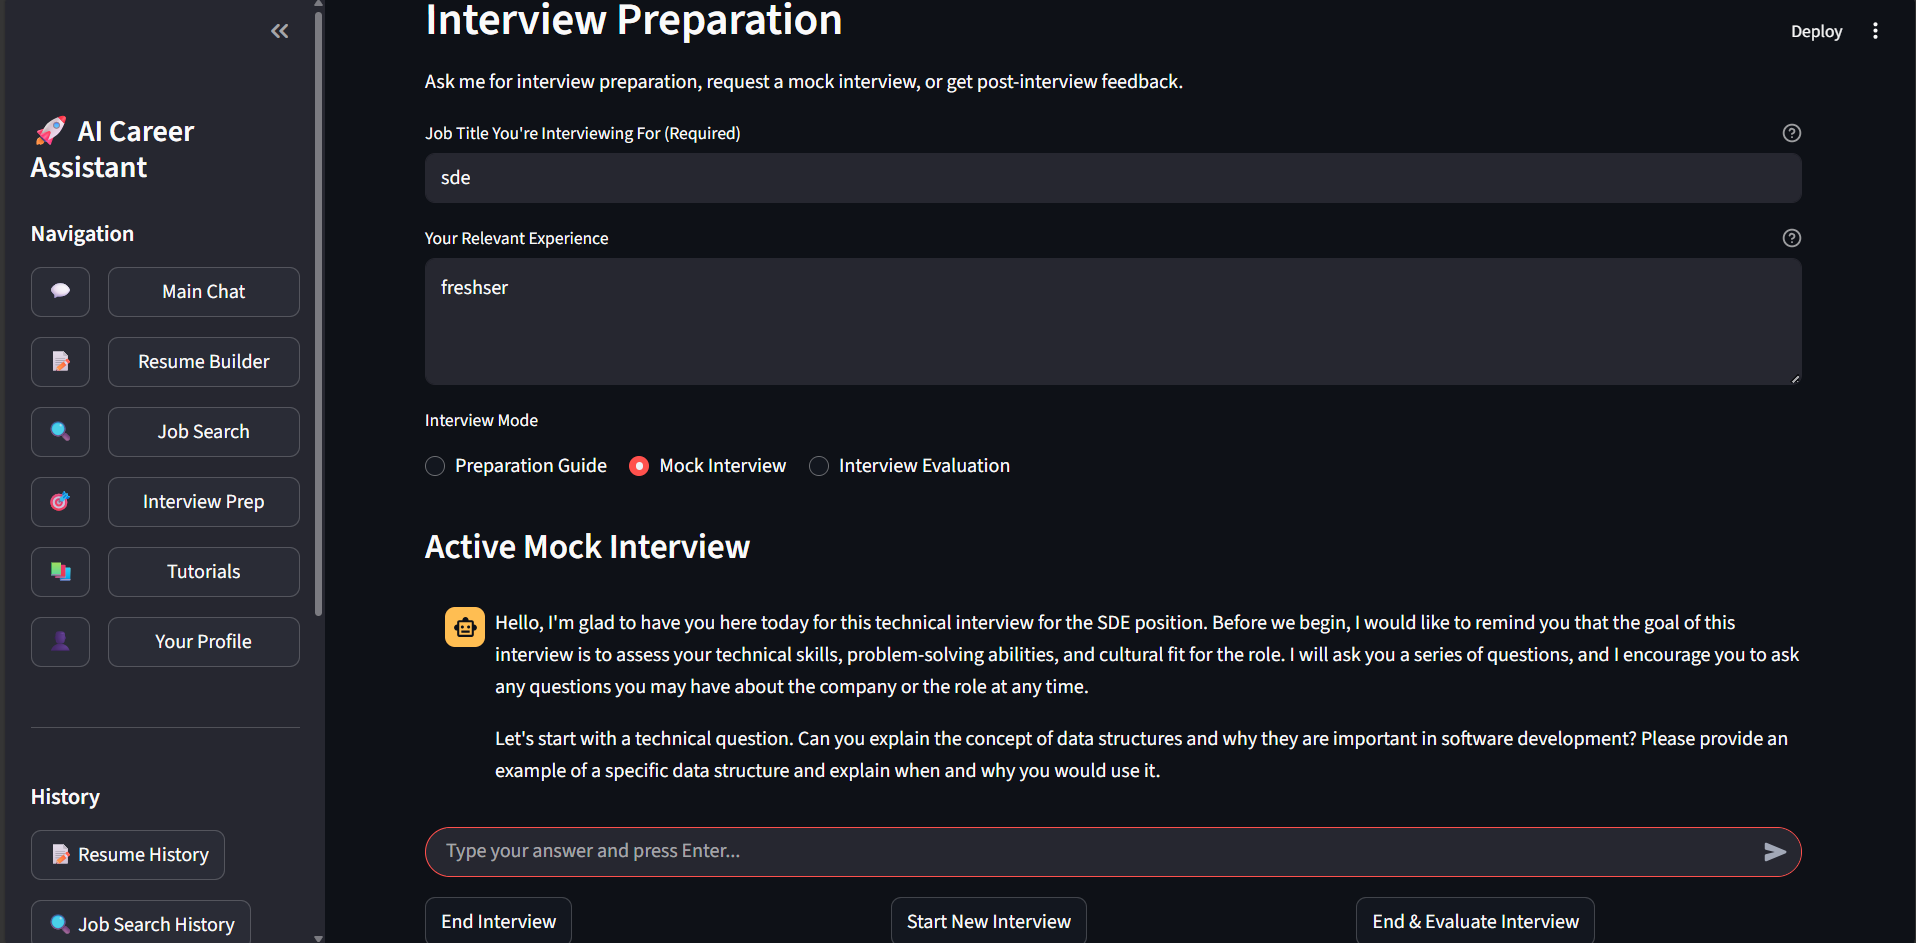 AI Career
Assistant
Navigation
Main Chat
Resume Builder
Job Search
Interview Prep
Tutorials
Your Profile
History
Resume History
Job Search History
Deploy
Interview Preparation
Ask me for interview preparation, request a mock interview, or get post-interview feedback.
Job Title You're Interviewing For (Required)
sde
Your Relevant Experience
freshser
Interview Mode
Preparation Guide
Mock Interview
Interview Evaluation
Active Mock Interview
Hello, I'm glad to have you here today for this technical interview for the SDE position. Before we begin, I would like to remind you that the goal of this
interview is to assess your technical skills, problem-solving abilities, and cultural fit for the role. I will ask you a series of questions, and I encourage you to ask
any questions you may have about the company or the role at any time.
Let's start with a technical question. Can you explain the concept of data structures and why they are important in software development? Please provide an
example of a specific data structure and explain when and why you would use it.
Type your answer and press Enter...
End Interview
Start New Interview
End & Evaluate Interview